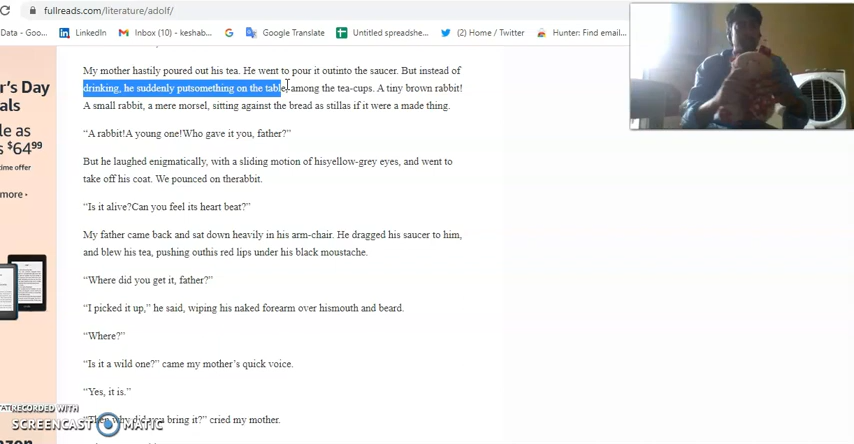 fullreads.com/literature/adolf/
Data - Goo... LinkedIn Inbox (10) - keshab... Google Translate Untitled spreadshe... (2) Home / Twitter Hunter: Find email...
My mother hastily poured out his tea. He went to pour it outinto the saucer. But instead of
drinking, he suddenly putsomething on the table, among the tea-cups. A tiny brown rabbit!
A small rabbit, a mere morsel, sitting against the bread as stillas if it were a made thing.
“A rabbit!A young one!Who gave it you, father?”
But he laughed enigmatically, with a sliding motion of hisyellow-grey eyes, and went to
take off his coat. We pounced on therabbit.
“Is it alive?Can you feel its heart beat?”
My father came back and sat down heavily in his arm-chair. He dragged his saucer to him,
and blew his tea, pushing outhis red lips under his black moustache.
“Where did you get it, father?”
“I picked it up,” he said, wiping his naked forearm over hismouth and beard.
“Where?”
“Is it a wild one?” came my mother’s quick voice.
“Yes, it is.”
“Then why did you bring it?” cried my mother.
r's Day
als
le as
$64⁹⁹
time offer
more ›
RECORDED WITH
SCREENCAST MATIC